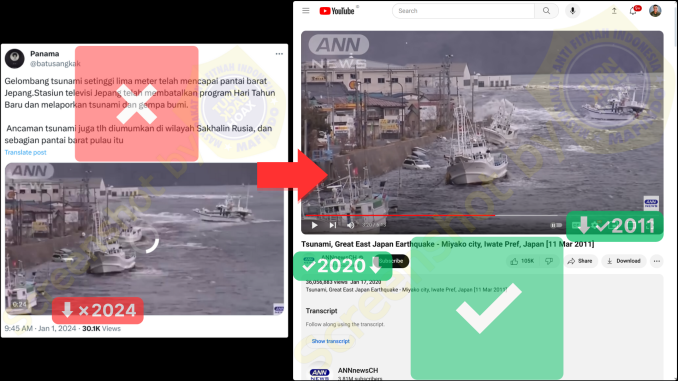 Panama
@batusangkak
Gelombang tsunami setinggi lima meter telah mencapai pantai barat
Jepang.Stasiun televisi Jepang telah membatalkan program Hari Tahun
Baru dan melaporkan tsunami dan gempa bumi.
Ancaman tsunami juga tlh diumumkan di wilayah Sakhalin Rusia, dan
sebagian pantai barat pulau itu
Translate post
0:24
2024
9:45 AM · Jan 1, 2024 · 30.1K Views
YouTube
Search
9+
ANN
NEWS
ANN
NEWS
2011
Tsunami, Great East Japan Earthquake - Miyako city, Iwate Pref, Japan [11 Mar 2011]
2020
Subscribe
105K
Share
Download
36,056,883 views Jan 17, 2020
Tsunami, Great East Japan Earthquake - Miyako city, Iwate Pref, Japan [11 Mar 2011]
Transcript
Follow along using the transcript.
Show transcript
ANN
NEWS
ANNnewsCH
3.81M subscribers